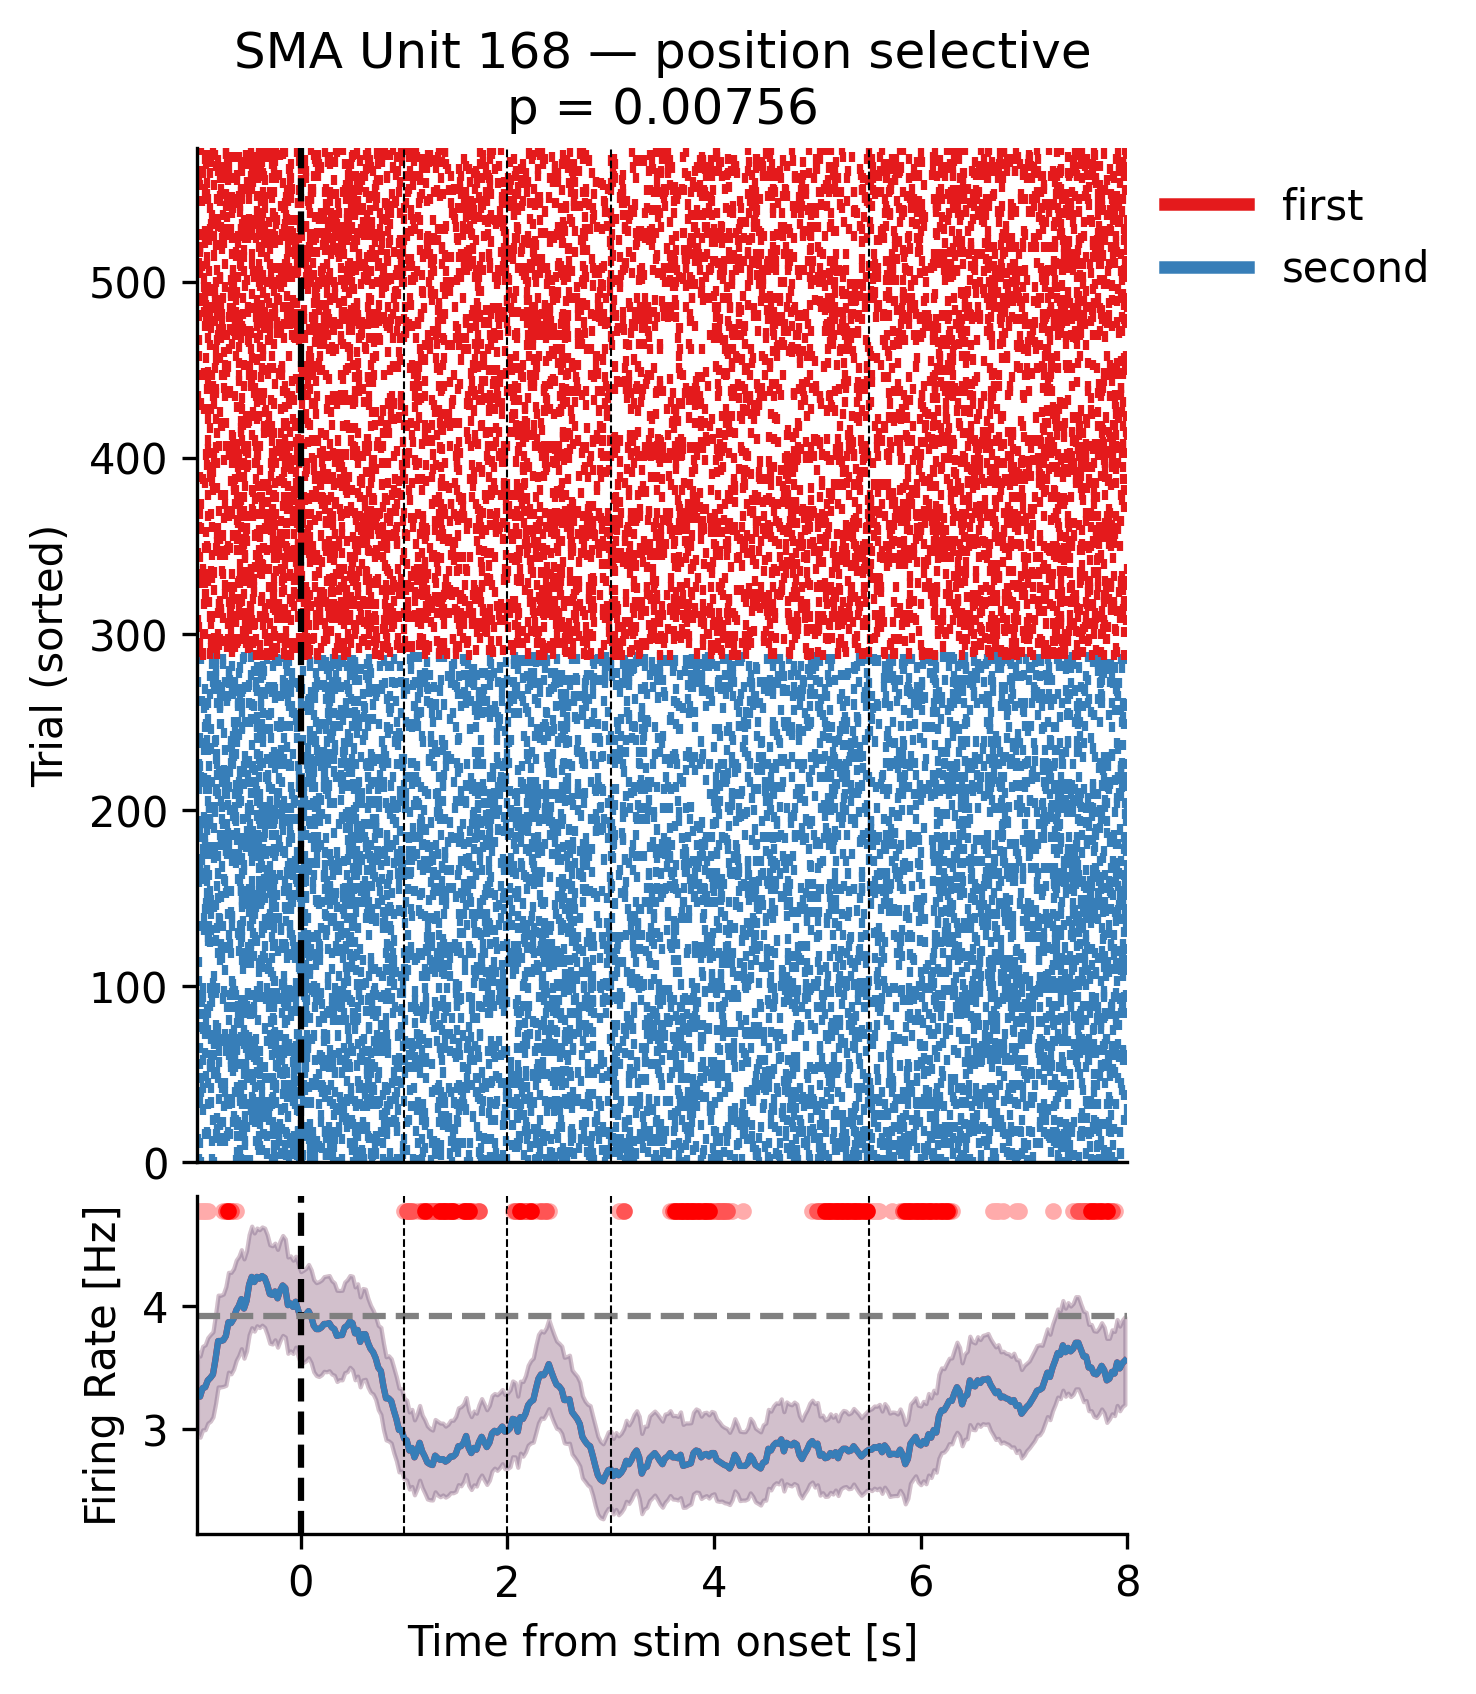 SMA Unit 168 — position selective
p = 0.00756
first
second
Trial (sorted)
500
400
300
200
100
0
Firing Rate [Hz]
4
3
0 2 4 6 8
Time from stim onset [s]